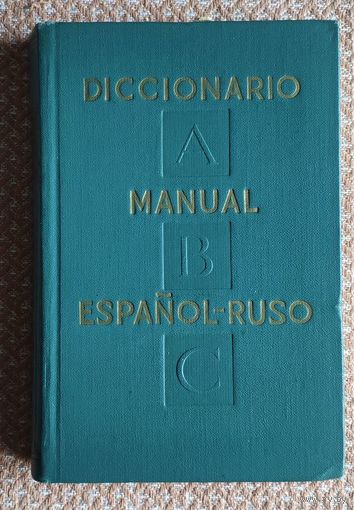 DICCIONARIO
A
MANUAL
B
ESPAÑOL-RUSO
C